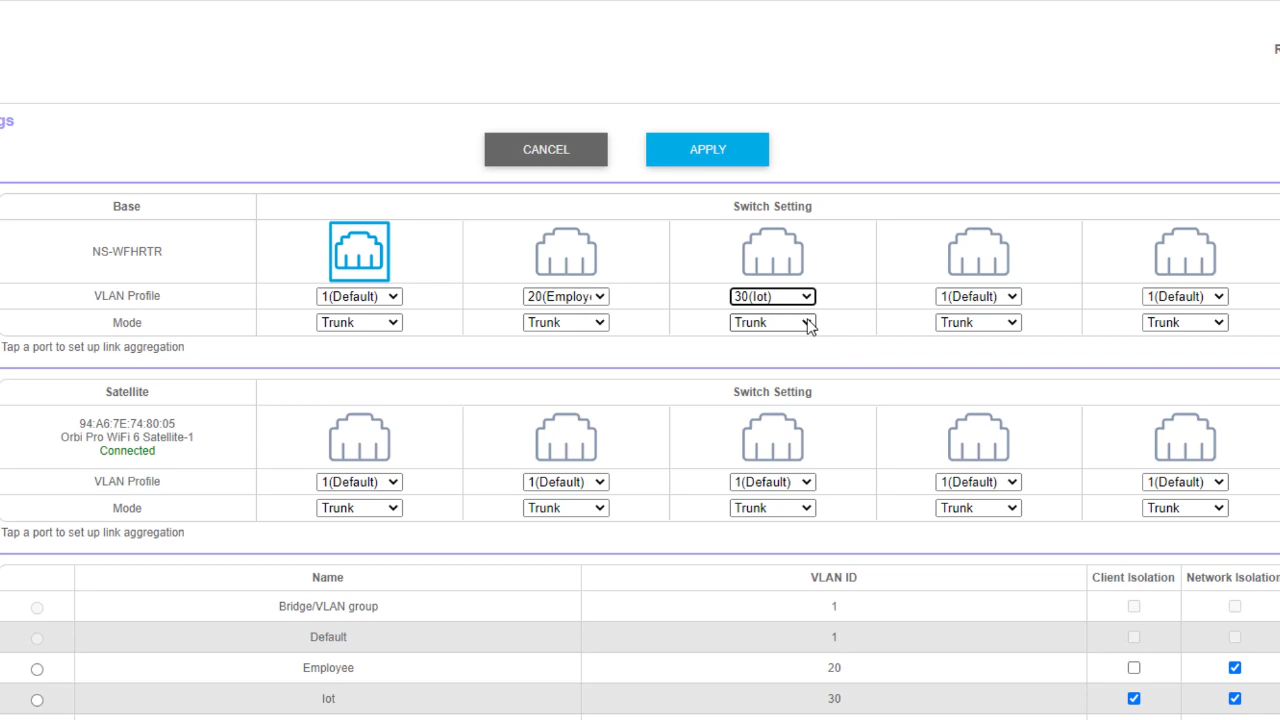 R
gs
CANCEL APPLY
Base Switch Setting
NS-WFHRTR
VLAN Profile 1(Default) 20(Employ 30(Iot) 1(Default) 1(Default)
Mode Trunk Trunk Trunk Trunk Trunk
Tap a port to set up link aggregation
Satellite Switch Setting
94:A6:7E:74:80:05
Orbi Pro WiFi 6 Satellite-1
Connected
VLAN Profile 1(Default) 1(Default) 1(Default) 1(Default) 1(Default)
Mode Trunk Trunk Trunk Trunk Trunk
Tap a port to set up link aggregation
Name VLAN ID Client Isolation Network Isolation
Bridge/VLAN group 1
Default 1
Employee 20
Iot 30